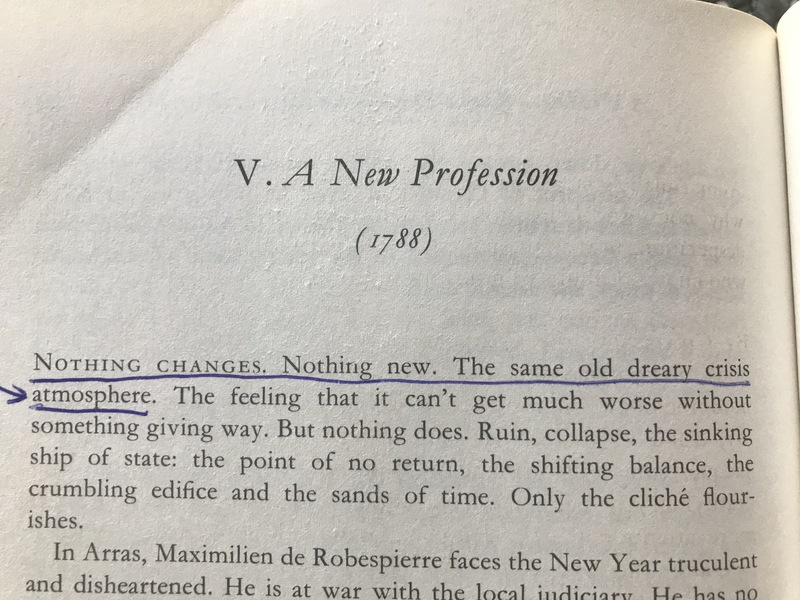 V. A New Profession
(1788)
NOTHING CHANGES. Nothing new. The same old dreary crisis
atmosphere. The feeling that it can't get much worse without
something giving way. But nothing does. Ruin, collapse, the sinking
ship of state: the point of no return, the shifting balance, the
crumbling edifice and the sands of time. Only the cliché flour-
ishes.
In Arras, Maximilien de Robespierre faces the New Year truculent
and disheartened. He is at war with the local judiciary. He has no